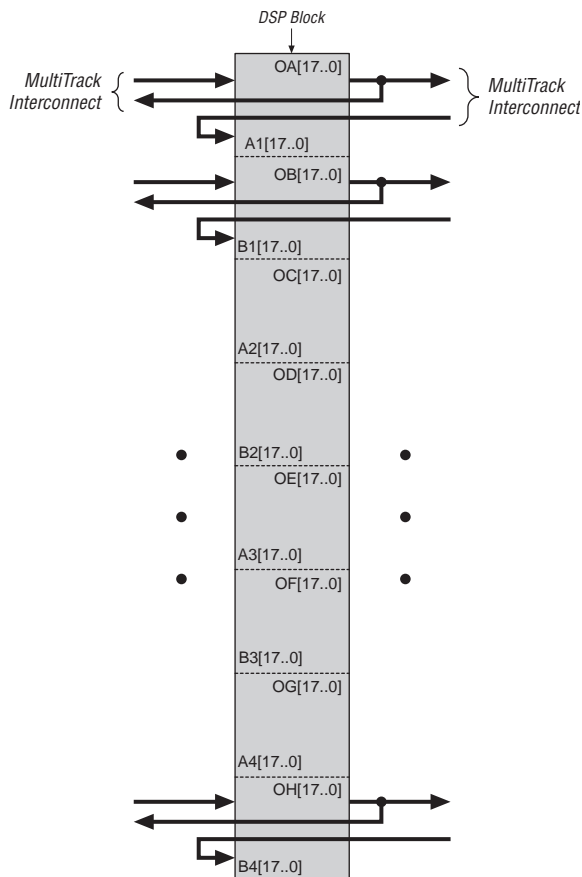 DSP Block
MultiTrack
Interconnect
OA[17..0]
MultiTrack
Interconnect
A1[17..0]
OB[17..0]
B1[17..0]
OC[17..0]
A2[17..0]
OD[17..0]
B2[17..0]
OE[17..0]
A3[17..0]
OF[17..0]
B3[17..0]
OG[17..0]
A4[17..0]
OH[17..0]
B4[17..0]